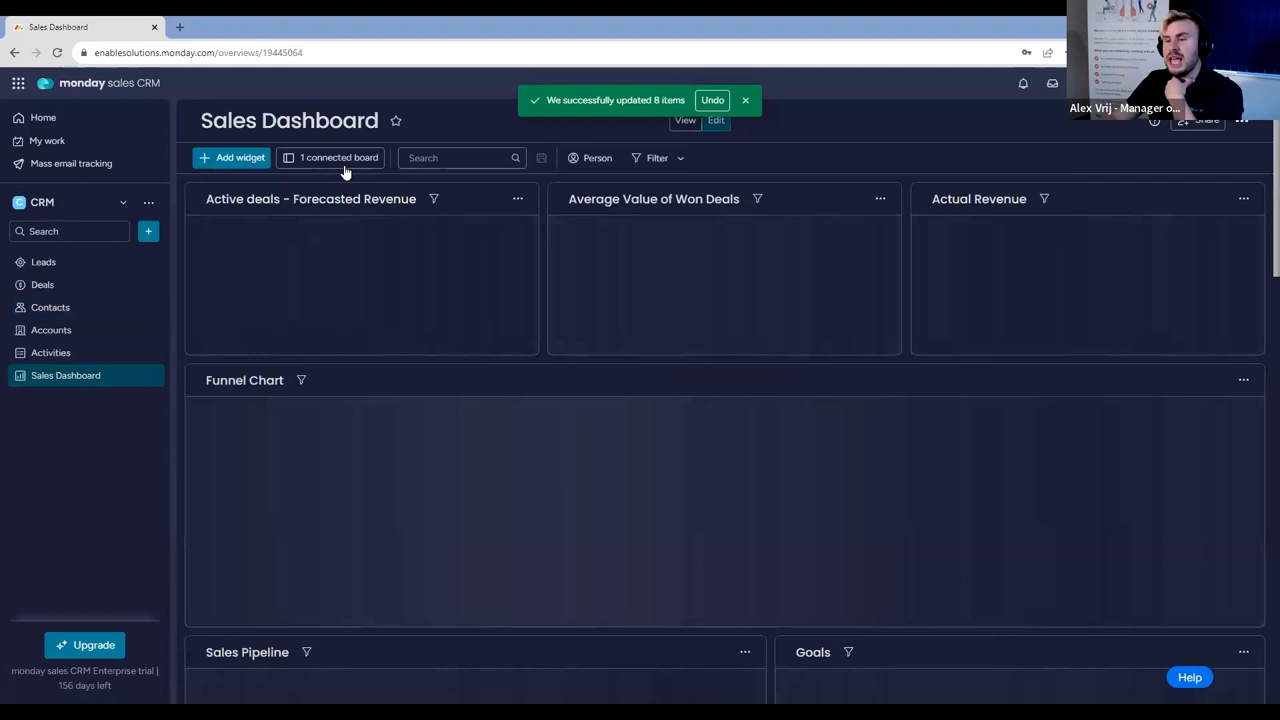 Sales Dashboard
enablesolutions.monday.com/overviews/19445064
monday sales CRM
We successfully updated 8 items
Undo
Alex Vrij - Manager o...
Home
My work
Mass email tracking
CRM
Search
Leads
Deals
Contacts
Accounts
Activities
Sales Dashboard
Upgrade
monday sales CRM Enterprise trial |
156 days left
Sales Dashboard
View
Edit
Share
Add widget
1 connected board
Search
Person
Filter
Active deals - Forecasted Revenue
Average Value of Won Deals
Actual Revenue
Funnel Chart
Sales Pipeline
Goals
Help